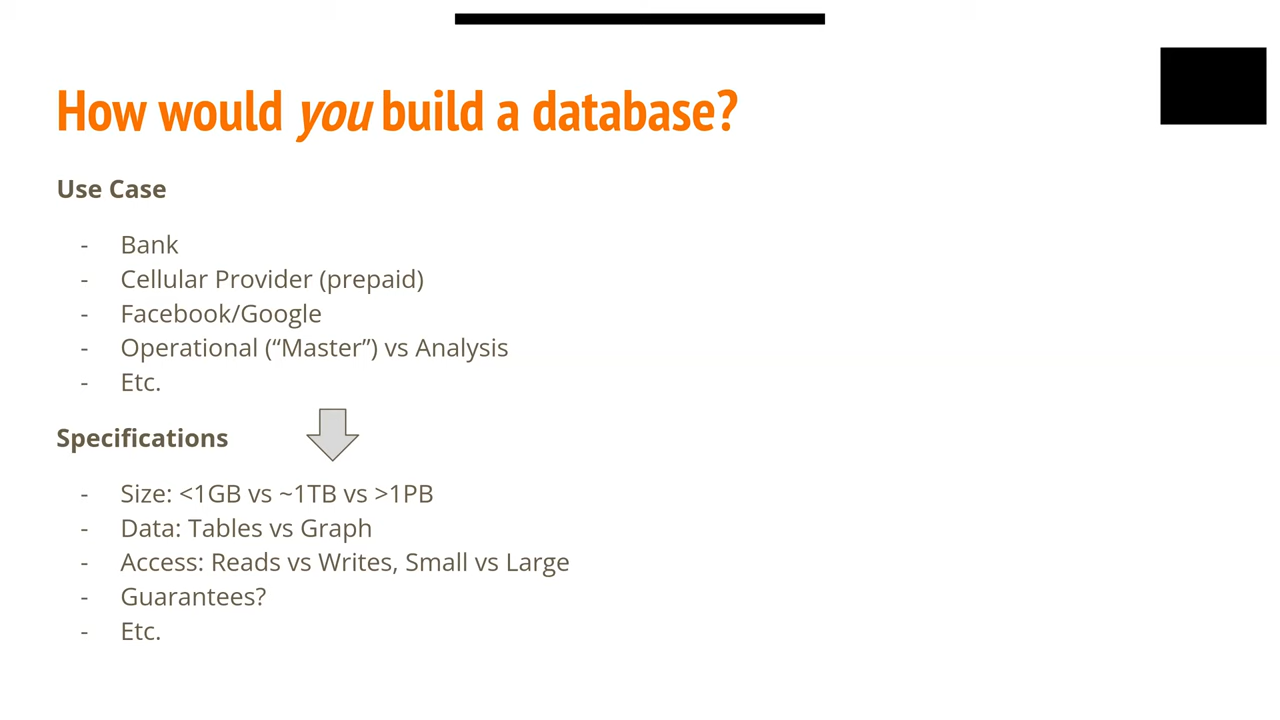 How would you build a database?
Use Case
- Bank
- Cellular Provider (prepaid)
- Facebook/Google
- Operational (“Master”) vs Analysis
- Etc.
Specifications
- Size: <1GB vs ~1TB vs >1PB
- Data: Tables vs Graph
- Access: Reads vs Writes, Small vs Large
- Guarantees?
- Etc.